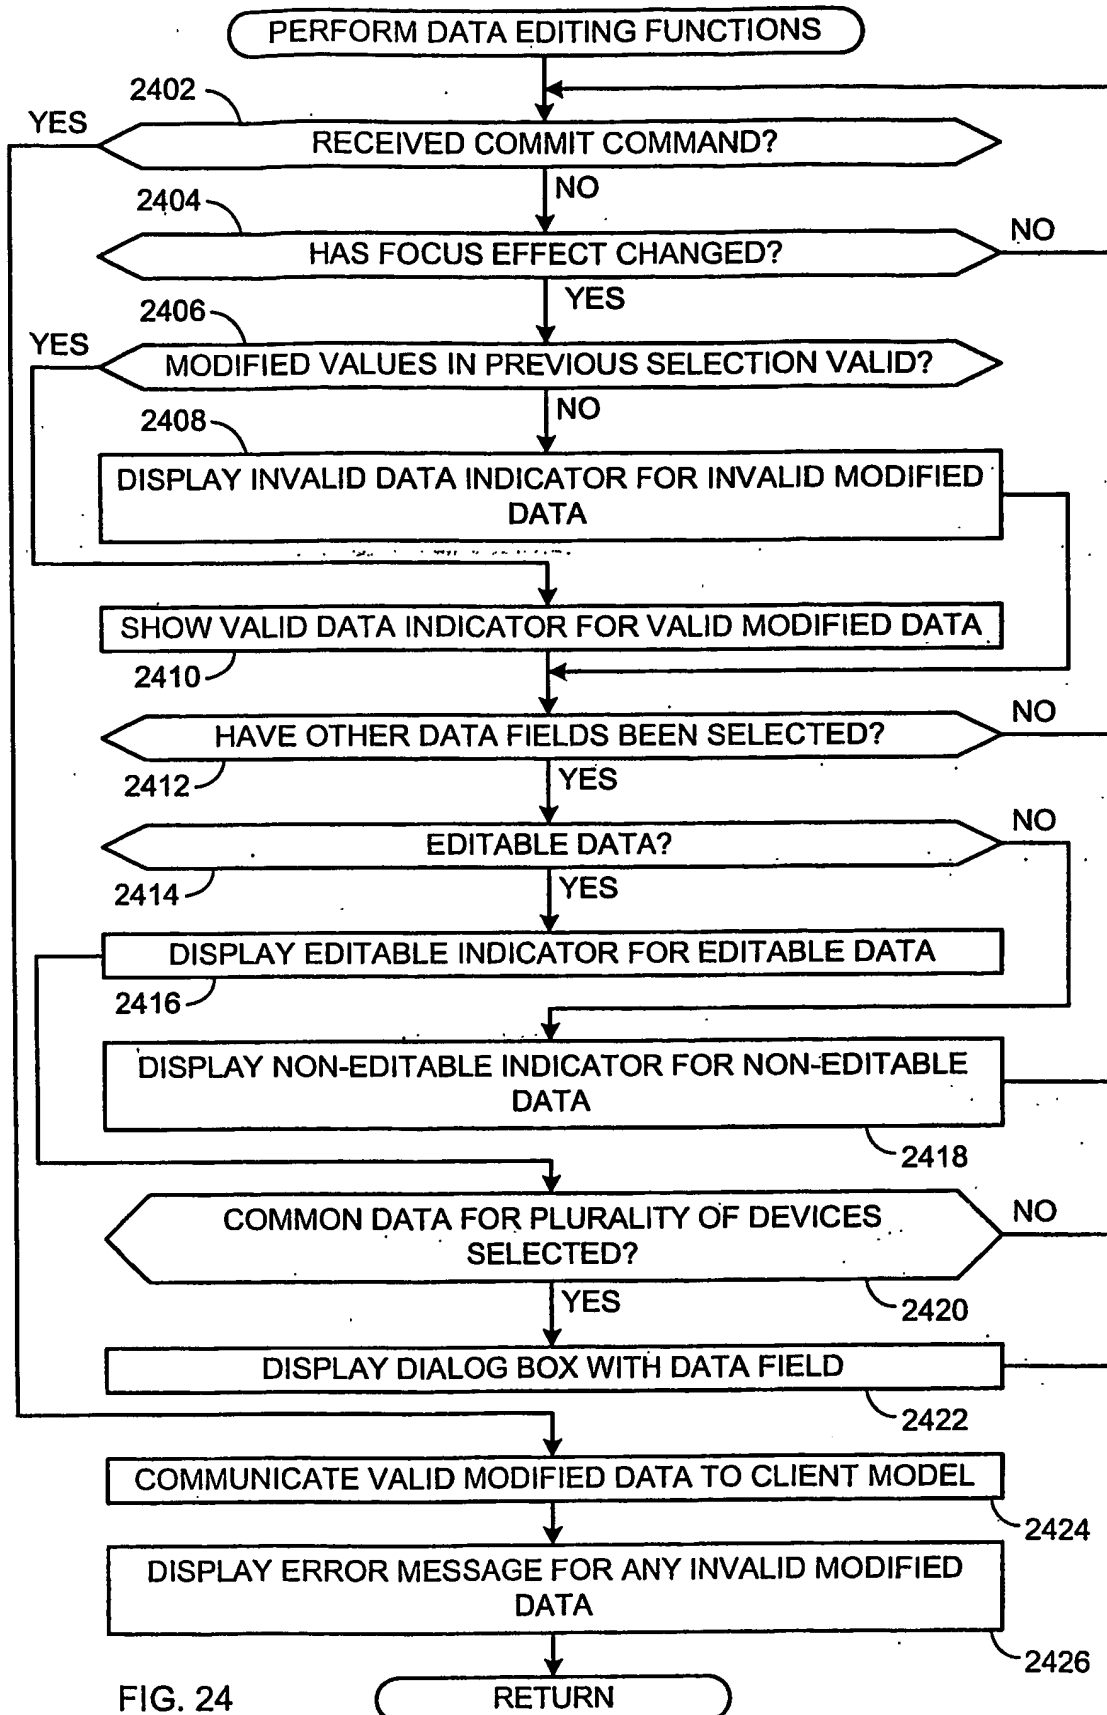 PERFORM DATA EDITING FUNCTIONS
2402
YES
RECEIVED COMMIT COMMAND?
NO
2404
NO
HAS FOCUS EFFECT CHANGED?
YES
2406
YES
MODIFIED VALUES IN PREVIOUS SELECTION VALID?
NO
2408
DISPLAY INVALID DATA INDICATOR FOR INVALID MODIFIED
DATA
SHOW VALID DATA INDICATOR FOR VALID MODIFIED DATA
2410
NO
HAVE OTHER DATA FIELDS BEEN SELECTED?
2412
YES
NO
EDITABLE DATA?
2414
YES
DISPLAY EDITABLE INDICATOR FOR EDITABLE DATA
2416
DISPLAY NON-EDITABLE INDICATOR FOR NON-EDITABLE
DATA
2418
COMMON DATA FOR PLURALITY OF DEVICES
SELECTED?
NO
YES
2420
DISPLAY DIALOG BOX WITH DATA FIELD
2422
COMMUNICATE VALID MODIFIED DATA TO CLIENT MODEL
2424
DISPLAY ERROR MESSAGE FOR ANY INVALID MODIFIED
DATA
2426
FIG. 24
RETURN